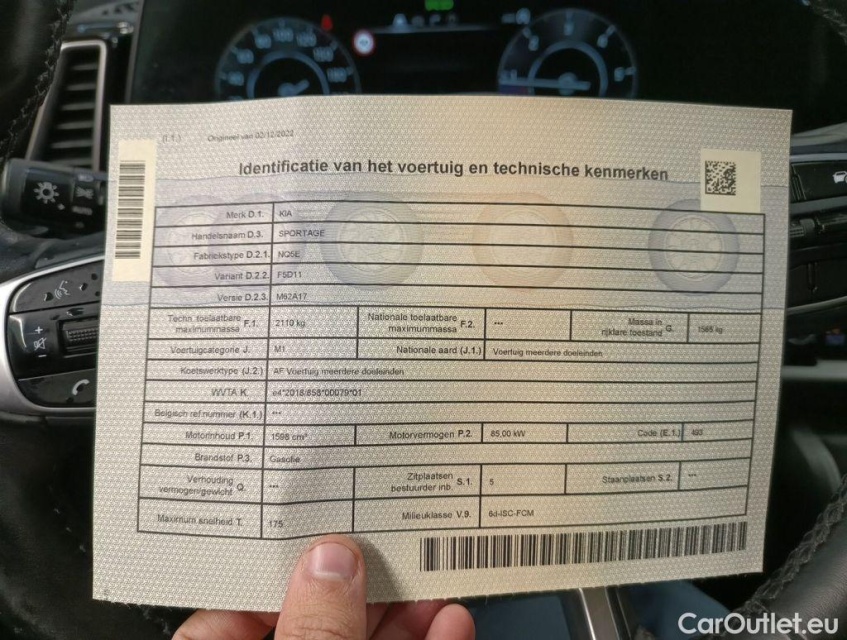 (I.1.) Origineel van 02/12/2022
Identificatie van het voertuig en technische kenmerken
Merk D.1. KIA
Handelsnaam D.3. SPORTAGE
Fabriekstype D.2.1. NQ5E
Variant D.2.2. F5D11
Versie D.2.3. M62A17
Techn. toelaatbare maximummassa F.1. 2110 kg Nationale toelaatbare maximummassa F.2. --- Massa in rijklare toestand G. 1585 kg
Voertuigcategorie J. M1 Nationale aard (J.1.) Voertuig meerdere doeleinden
Koetswerktype (J.2.) AF Voertuig meerdere doeleinden
WVTA K. e4*2018/858*00079*01
Belgisch ref.nummer (K.1.) ---
Motorinhoud P.1. 1598 cm³ Motorvermogen P.2. 85,00 kW Code (E.1.) 493
Brandstof P.3. Gasolie
Verhouding vermogen/gewicht Q. --- Zitplaatsen bestuurder inb. S.1. 5 Staanplaatsen S.2. ---
Maximum snelheid T. 175 Milieuklasse V.9. 6d-ISC-FCM
CarOutlet.eu